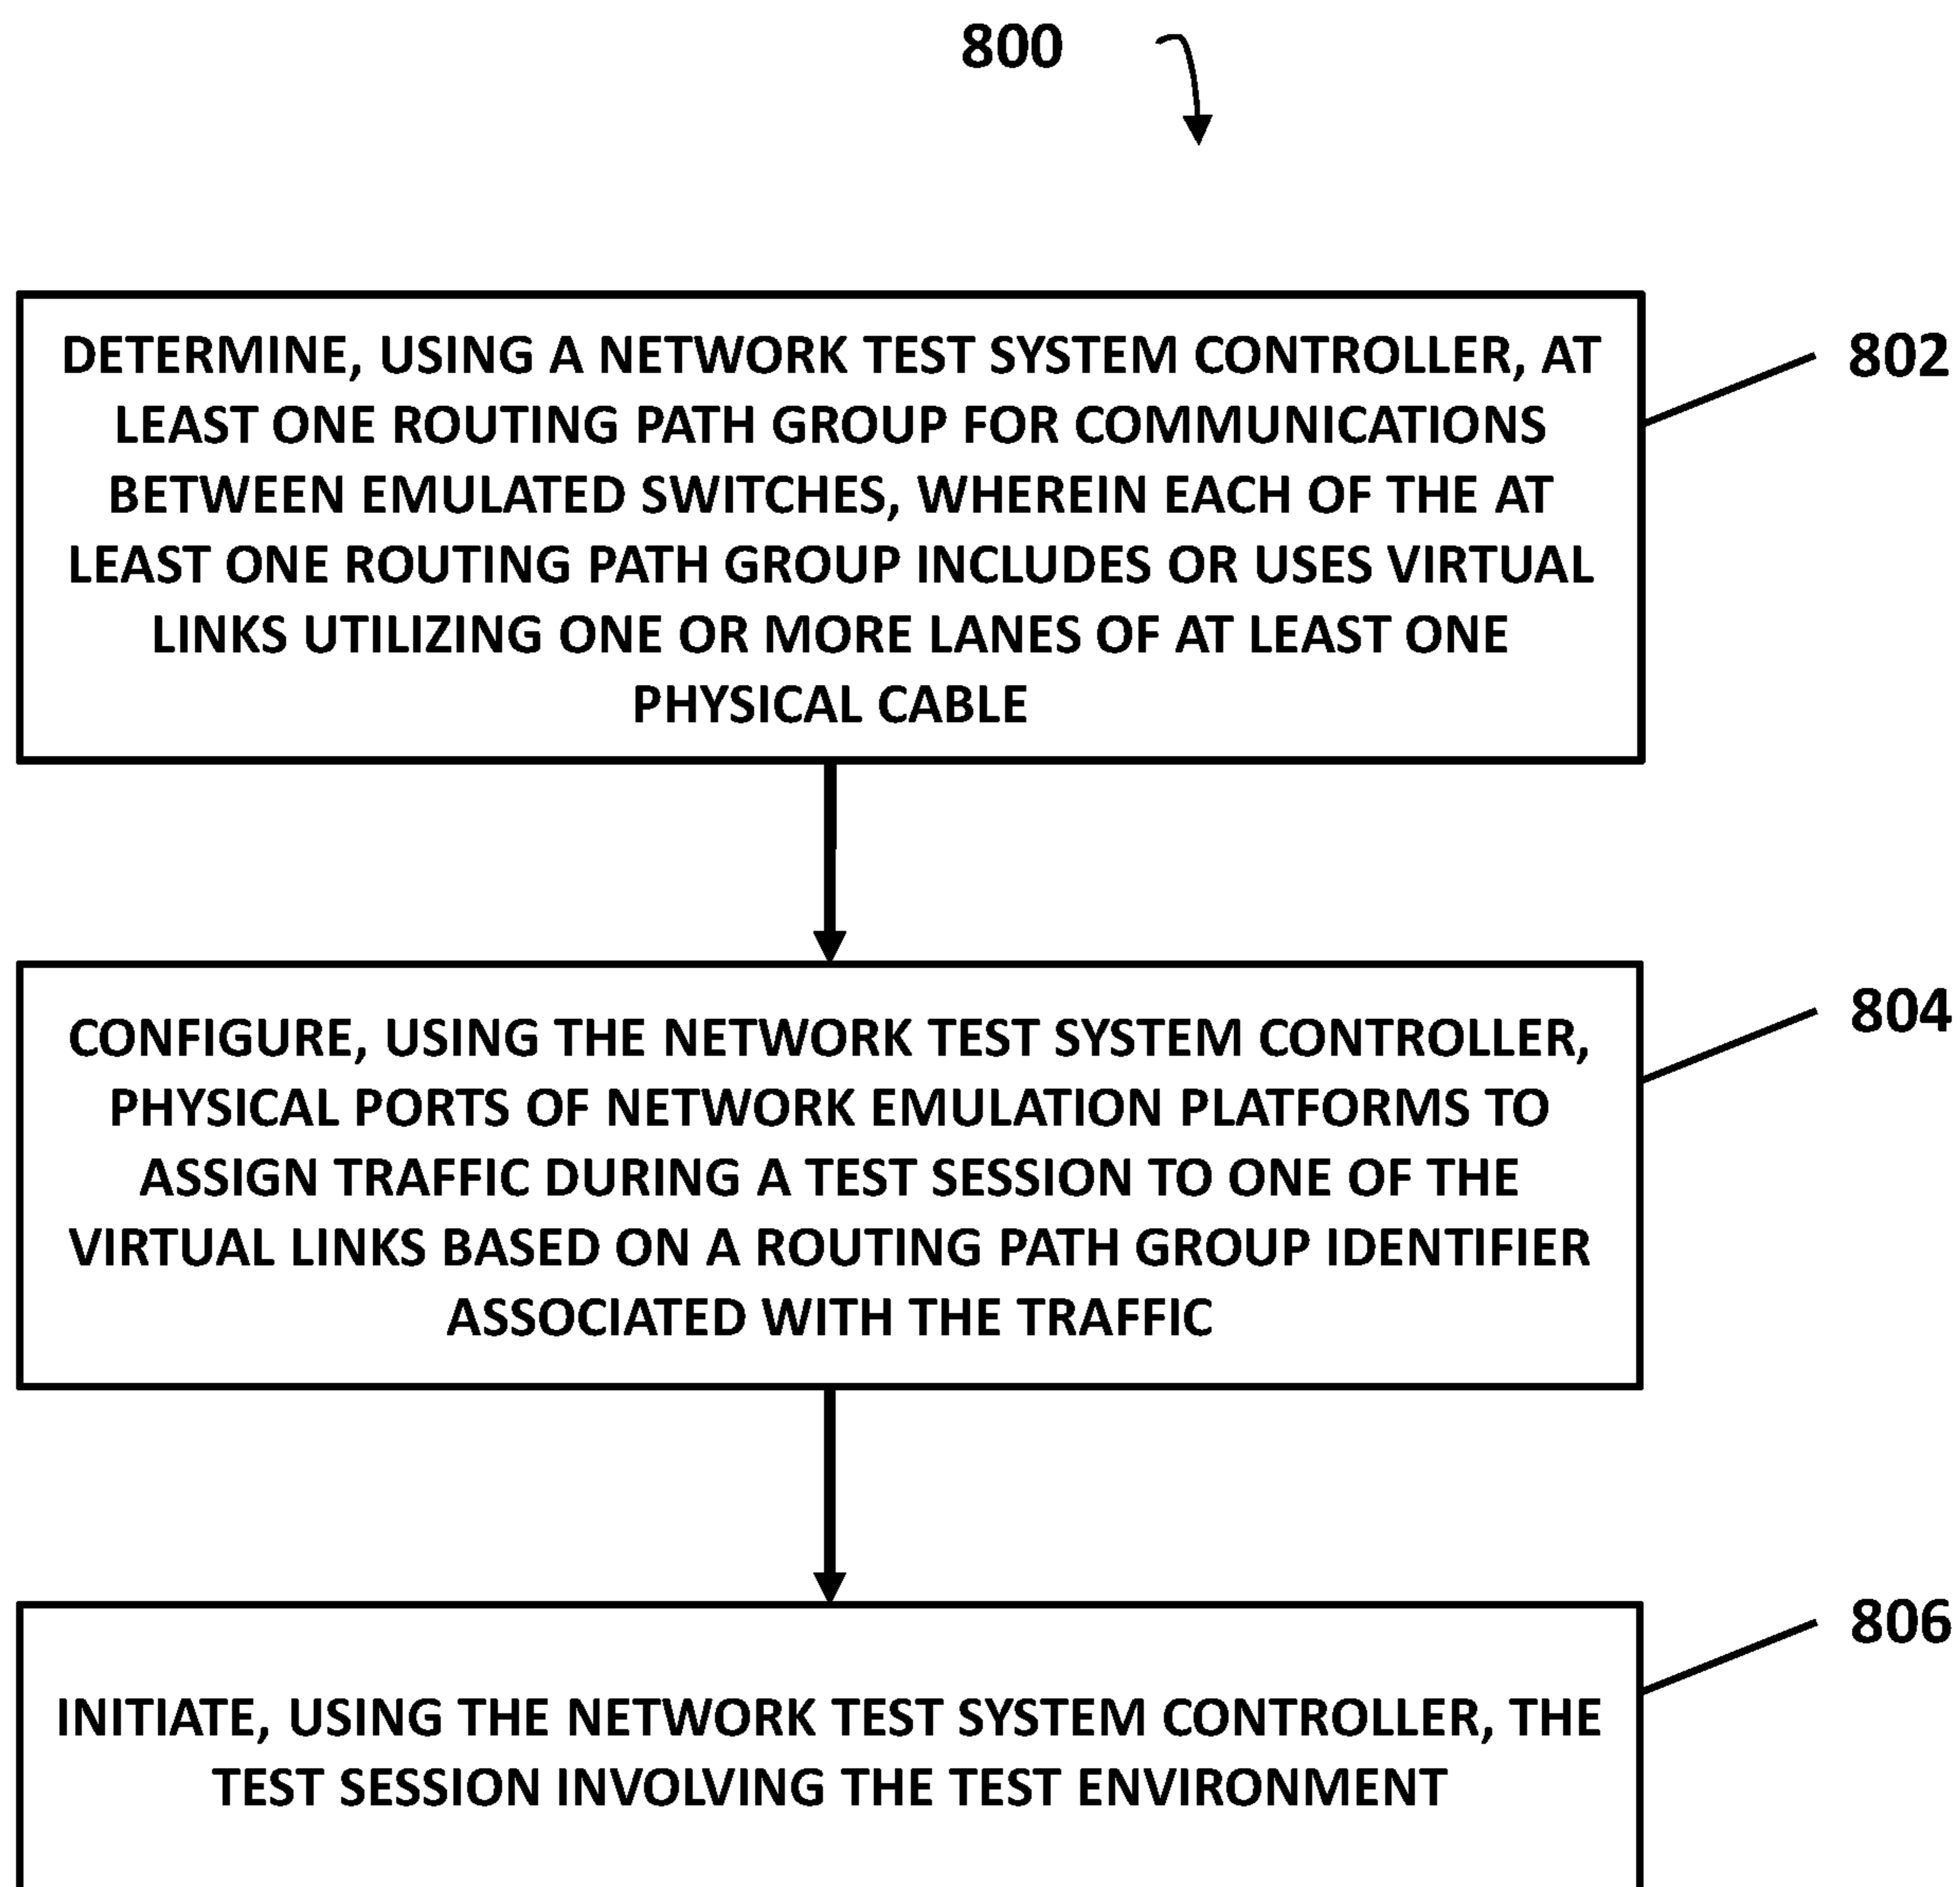 800
DETERMINE, USING A NETWORK TEST SYSTEM CONTROLLER, AT
LEAST ONE ROUTING PATH GROUP FOR COMMUNICATIONS
BETWEEN EMULATED SWITCHES, WHEREIN EACH OF THE AT
LEAST ONE ROUTING PATH GROUP INCLUDES OR USES VIRTUAL
LINKS UTILIZING ONE OR MORE LANES OF AT LEAST ONE
PHYSICAL CABLE
802
CONFIGURE, USING THE NETWORK TEST SYSTEM CONTROLLER,
PHYSICAL PORTS OF NETWORK EMULATION PLATFORMS TO
ASSIGN TRAFFIC DURING A TEST SESSION TO ONE OF THE
VIRTUAL LINKS BASED ON A ROUTING PATH GROUP IDENTIFIER
ASSOCIATED WITH THE TRAFFIC
804
INITIATE, USING THE NETWORK TEST SYSTEM CONTROLLER, THE
TEST SESSION INVOLVING THE TEST ENVIRONMENT
806